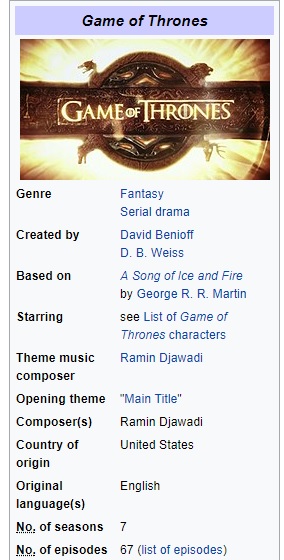 Game of Thrones
GAME OF THRONES
Genre Fantasy
Serial drama
Created by David Benioff
D. B. Weiss
Based on A Song of Ice and Fire
by George R. R. Martin
Starring see List of Game of
Thrones characters
Theme music Ramin Djawadi
composer
Opening theme "Main Title"
Composer(s) Ramin Djawadi
Country of United States
origin
Original English
language(s)
No. of seasons 7
No. of episodes 67 (list of episodes)